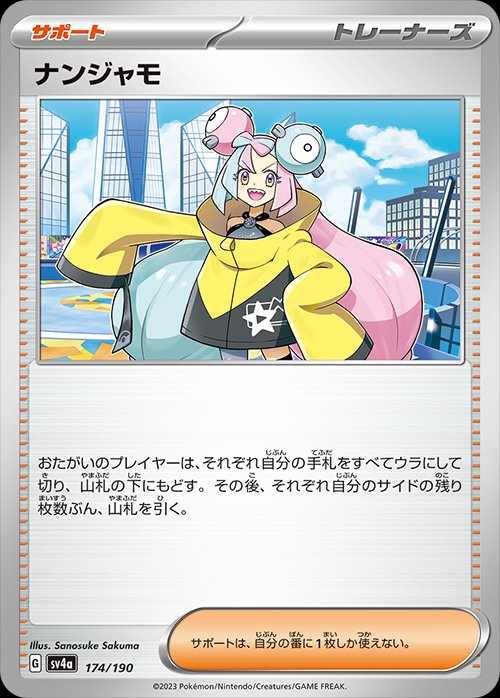 サポート
トレーナーズ
ナンジャモ
おたがいのプレイヤーは、それぞれ自分の手札をすべてウラにして
切り、山札の下にもどす。その後、それぞれ自分のサイドの残り
枚数ぶん、山札を引く。
Illus. Sanosuke Sakuma
G sv4a 174/190
サポートは、自分の番に1枚しか使えない。
©2023 Pokémon/Nintendo/Creatures/GAME FREAK.